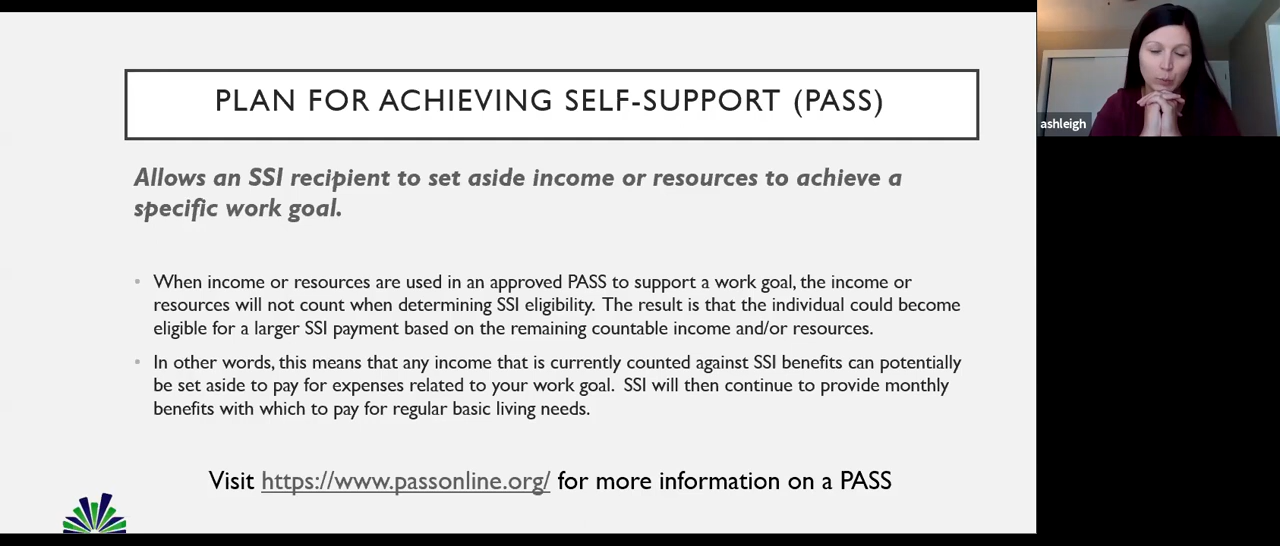 PLAN FOR ACHIEVING SELF-SUPPORT (PASS)
Allows an SSI recipient to set aside income or resources to achieve a
specific work goal.
• When income or resources are used in an approved PASS to support a work goal, the income or
resources will not count when determining SSI eligibility. The result is that the individual could become
eligible for a larger SSI payment based on the remaining countable income and/or resources.
• In other words, this means that any income that is currently counted against SSI benefits can potentially
be set aside to pay for expenses related to your work goal. SSI will then continue to provide monthly
benefits with which to pay for regular basic living needs.
Visit https://www.passonline.org/ for more information on a PASS
ashleigh